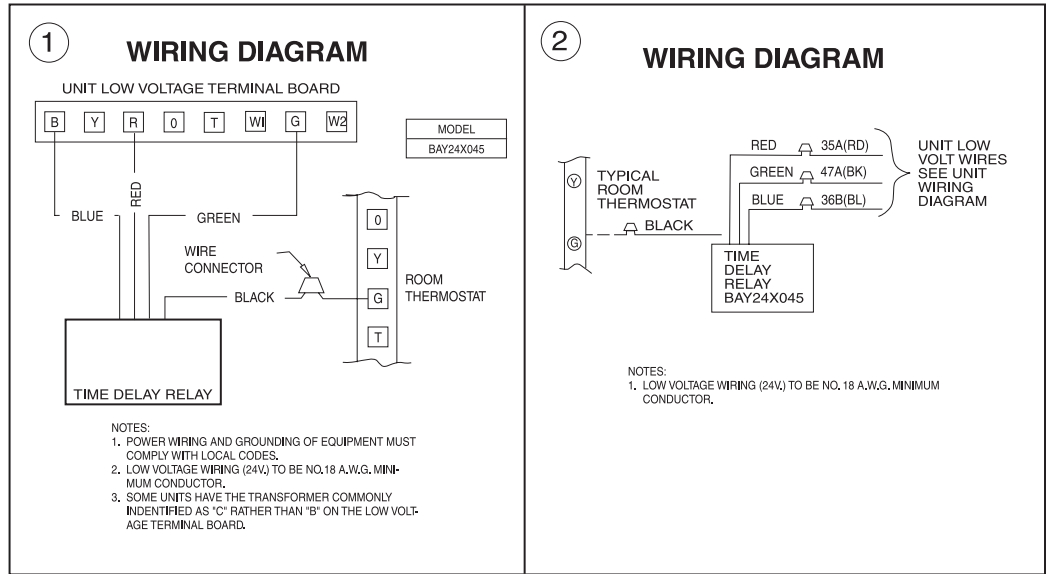 1
WIRING DIAGRAM
UNIT LOW VOLTAGE TERMINAL BOARD
B Y R 0 T W1 G W2
MODEL
BAY24X045
RED
BLUE
GREEN
WIRE
CONNECTOR
BLACK
0
Y
G
T
ROOM
THERMOSTAT
TIME DELAY RELAY
NOTES:
1. POWER WIRING AND GROUNDING OF EQUIPMENT MUST
COMPLY WITH LOCAL CODES.
2. LOW VOLTAGE WIRING (24V.) TO BE NO.18 A.W.G. MINI-
MUM CONDUCTOR.
3. SOME UNITS HAVE THE TRANSFORMER COMMONLY
INDENTIFIED AS "C" RATHER THAN "B" ON THE LOW VOLT-
AGE TERMINAL BOARD.
2
WIRING DIAGRAM
RED 35A(RD)
GREEN 47A(BK)
BLUE 36B(BL)
UNIT LOW
VOLT WIRES
SEE UNIT
WIRING
DIAGRAM
Y
G
TYPICAL
ROOM
THERMOSTAT
BLACK
TIME
DELAY
RELAY
BAY24X045
NOTES:
1. LOW VOLTAGE WIRING (24V.) TO BE NO. 18 A.W.G. MINIMUM
CONDUCTOR.